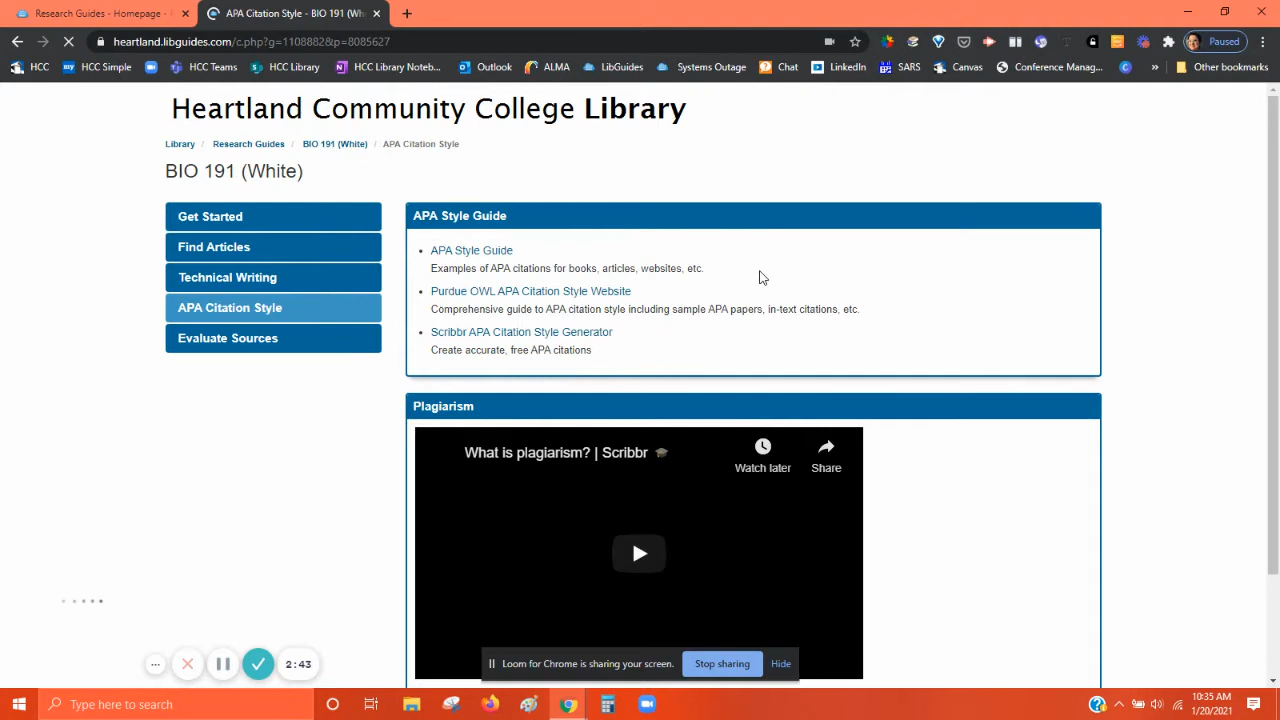 Research Guides - Homepage -
APA Citation Style - BIO 191 (Wh
heartland.libguides.com/c.php?g=1108882&p=8085627
Paused
HCC
my HCC Simple
HCC Teams
HCC Library
HCC Library Noteb...
Outlook
ALMA
LibGuides
Systems Outage
Chat
LinkedIn
SARS
Canvas
Conference Manag...
»
Other bookmarks
Heartland Community College Library
Library / Research Guides / BIO 191 (White) / APA Citation Style
BIO 191 (White)
Get Started
Find Articles
Technical Writing
APA Citation Style
Evaluate Sources
APA Style Guide
• APA Style Guide
Examples of APA citations for books, articles, websites, etc.
• Purdue OWL APA Citation Style Website
Comprehensive guide to APA citation style including sample APA papers, in-text citations, etc.
• Scribbr APA Citation Style Generator
Create accurate, free APA citations
Plagiarism
What is plagiarism? | Scribbr
Watch later
Share
2:43
Loom for Chrome is sharing your screen.
Stop sharing
Hide
Type here to search
10:35 AM
1/20/2021